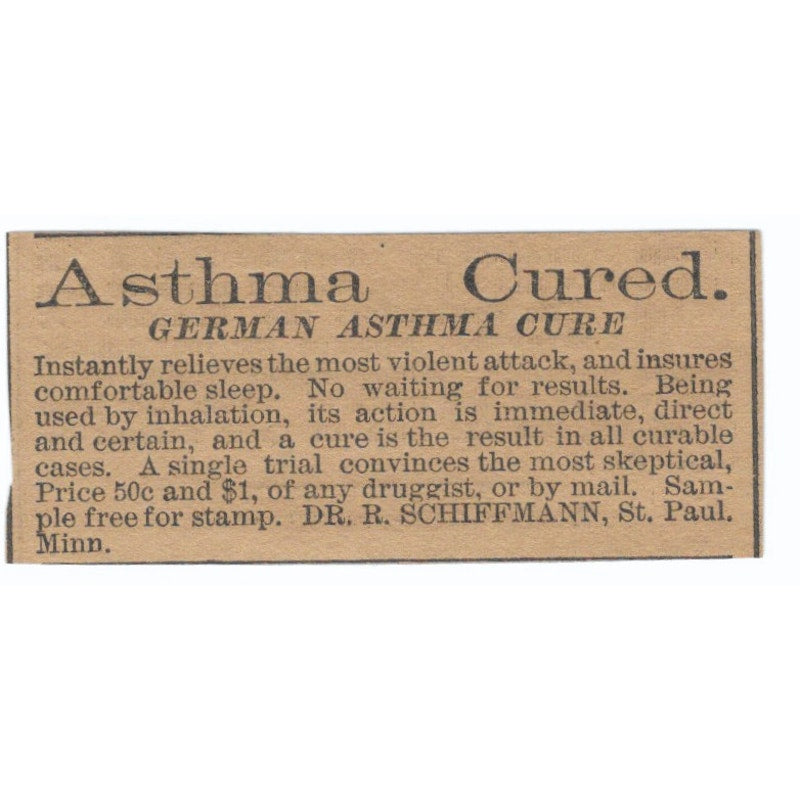 Asthma Cured.
GERMAN ASTHMA CURE
Instantly relieves the most violent attack, and insures
comfortable sleep. No waiting for results. Being
used by inhalation, its action is immediate, direct
and certain, and a cure is the result in all curable
cases. A single trial convinces the most skeptical,
Price 50c and $1, of any druggist, or by mail. Sam-
ple free for stamp. DR. R. SCHIFFMANN, St. Paul.
Minn.